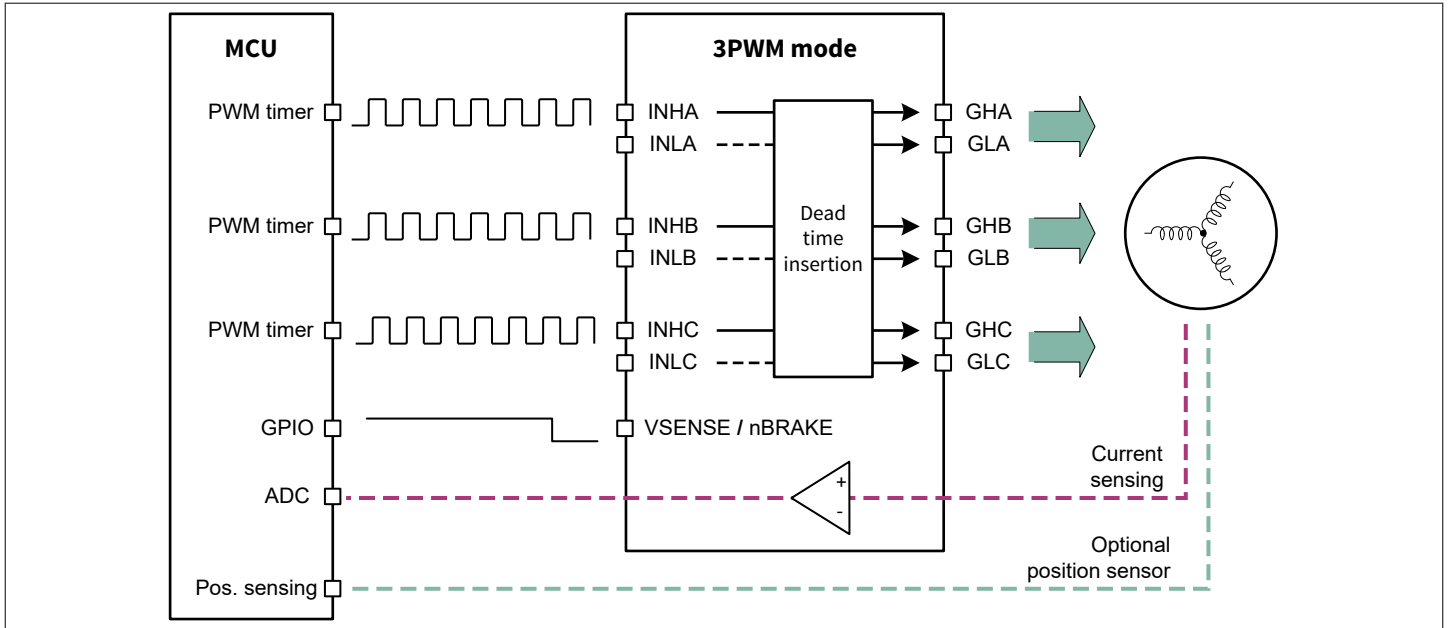 MCU
3PWM mode
PWM timer
INHA
GHA
INLA
GLA
PWM timer
INHB
Dead
time
insertion
GHB
INLB
GLB
PWM timer
INHC
GHC
INLC
GLC
GPIO
VSENSE / nBRAKE
Current
sensing
ADC
+
-
Optional
position sensor
Pos. sensing